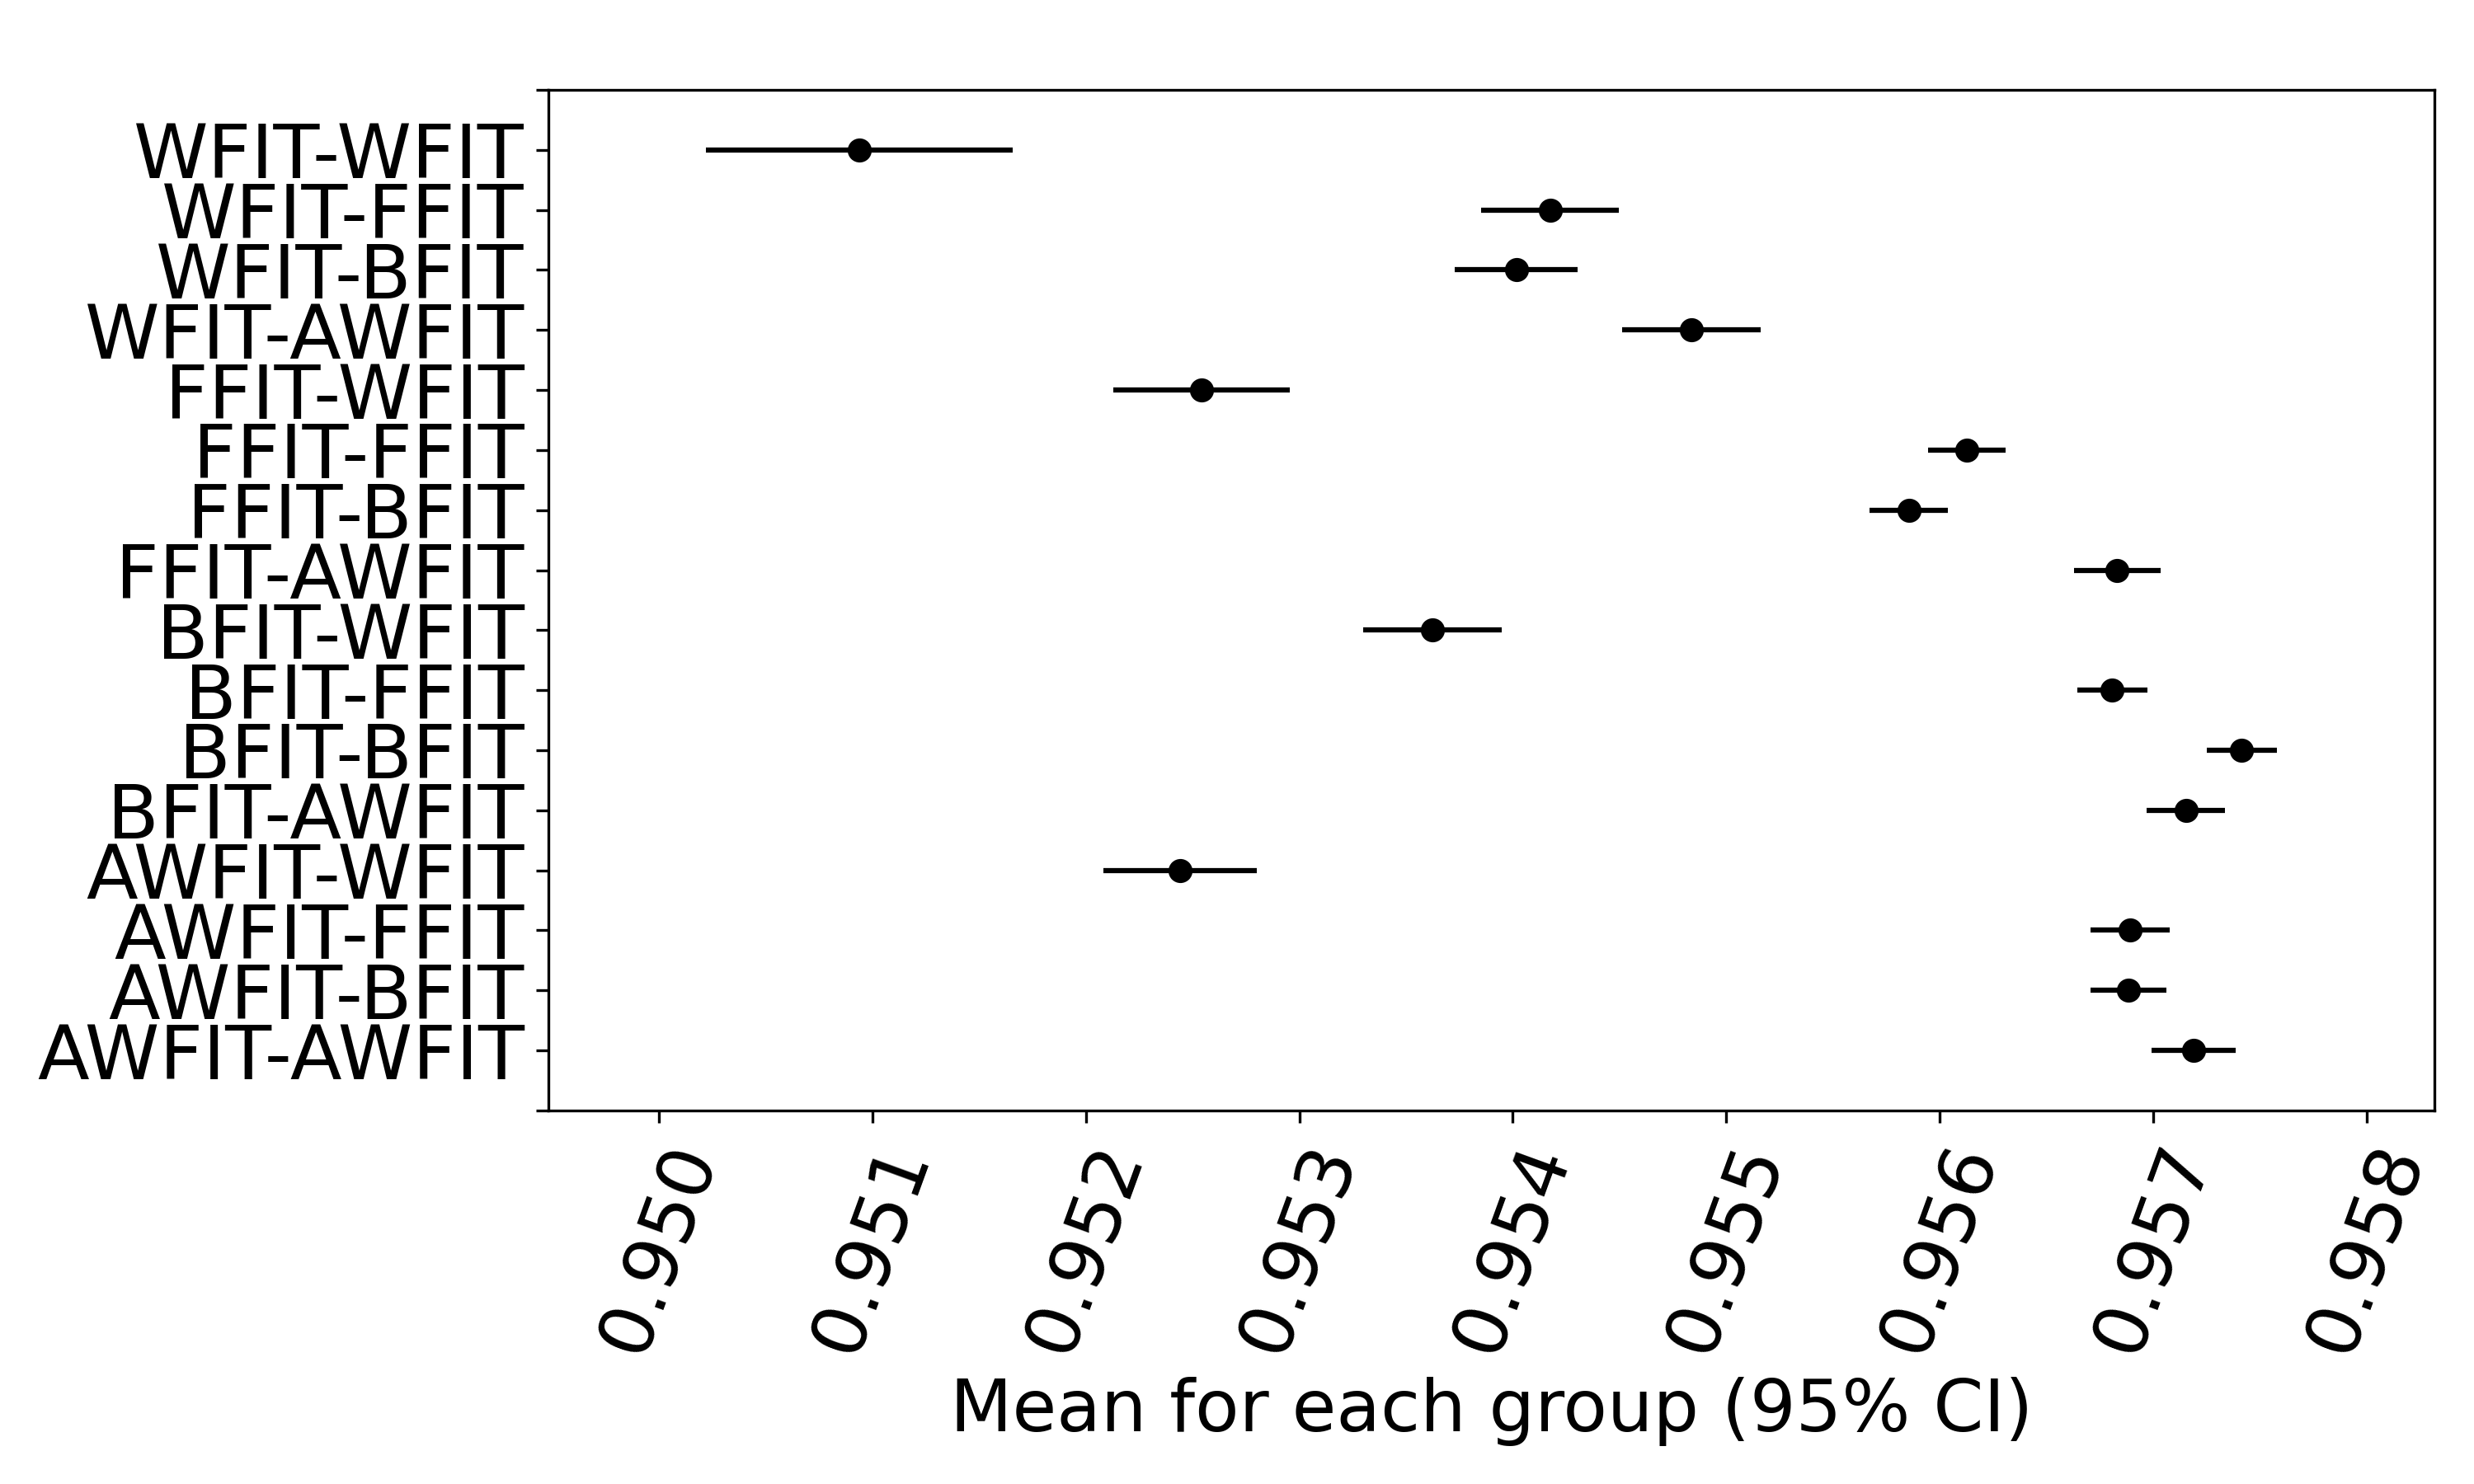 WFIT-WFIT
WFIT-FFIT
WFIT-BFIT
WFIT-AWFIT
FFIT-WFIT
FFIT-FFIT
FFIT-BFIT
FFIT-AWFIT
BFIT-WFIT
BFIT-FFIT
BFIT-BFIT
BFIT-AWFIT
AWFIT-WFIT
AWFIT-FFIT
AWFIT-BFIT
AWFIT-AWFIT
0.950
0.951
0.952
0.953
0.954
0.955
0.956
0.957
0.958
Mean for each group (95% CI)